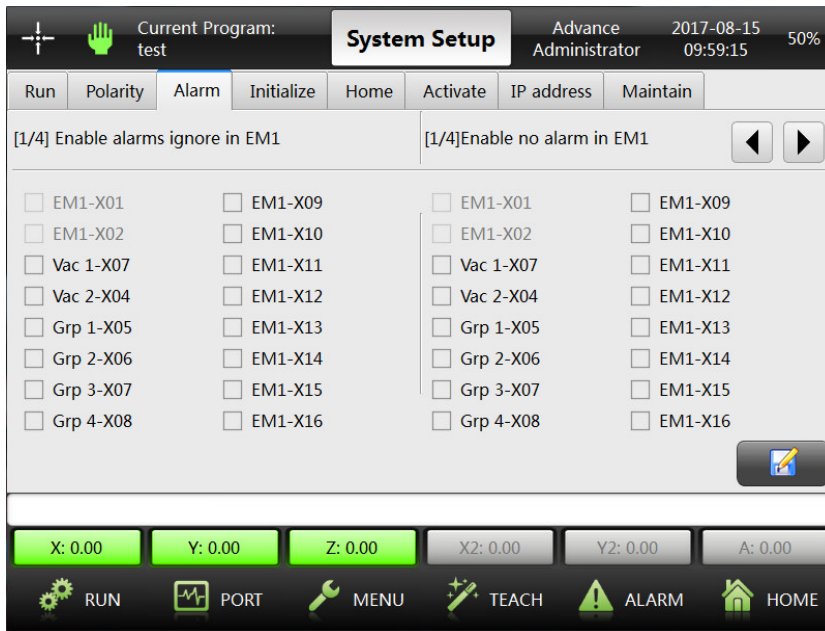 Current Program:
test
System Setup
Advance
Administrator
2017-08-15
09:59:15
50%
Run Polarity Alarm Initialize Home Activate IP address Maintain
[1/4] Enable alarms ignore in EM1
[1/4]Enable no alarm in EM1
EM1-X01 EM1-X09 EM1-X01 EM1-X09
EM1-X02 EM1-X10 EM1-X02 EM1-X10
Vac 1-X07 EM1-X11 Vac 1-X07 EM1-X11
Vac 2-X04 EM1-X12 Vac 2-X04 EM1-X12
Grp 1-X05 EM1-X13 Grp 1-X05 EM1-X13
Grp 2-X06 EM1-X14 Grp 2-X06 EM1-X14
Grp 3-X07 EM1-X15 Grp 3-X07 EM1-X15
Grp 4-X08 EM1-X16 Grp 4-X08 EM1-X16
X: 0.00 Y: 0.00 Z: 0.00 X2: 0.00 Y2: 0.00 A: 0.00
RUN PORT MENU TEACH ALARM HOME